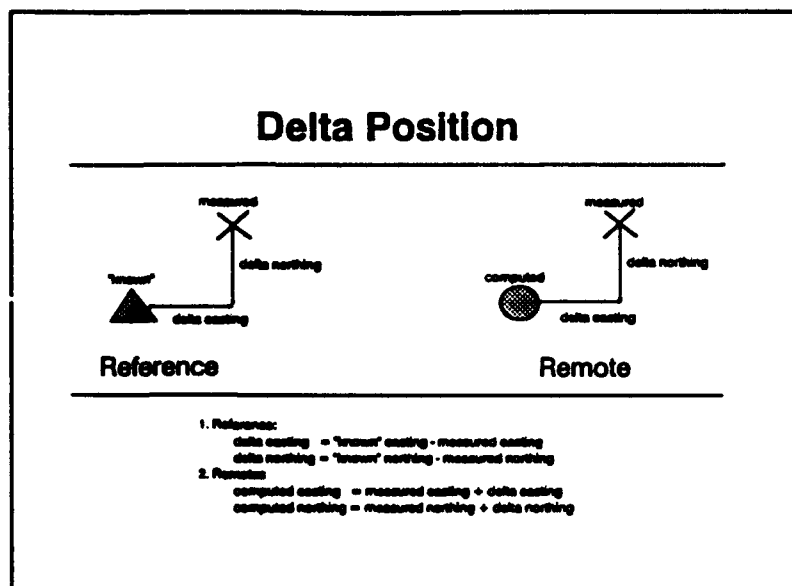 Delta Position
measured
delta northing
"known"
delta easting
Reference
measured
delta northing
computed
delta easting
Remote
1. Reference:
delta easting = "known" easting - measured easting
delta northing = "known" northing - measured northing
2. Remotes
computed easting = measured easting + delta easting
computed northing = measured northing + delta northing